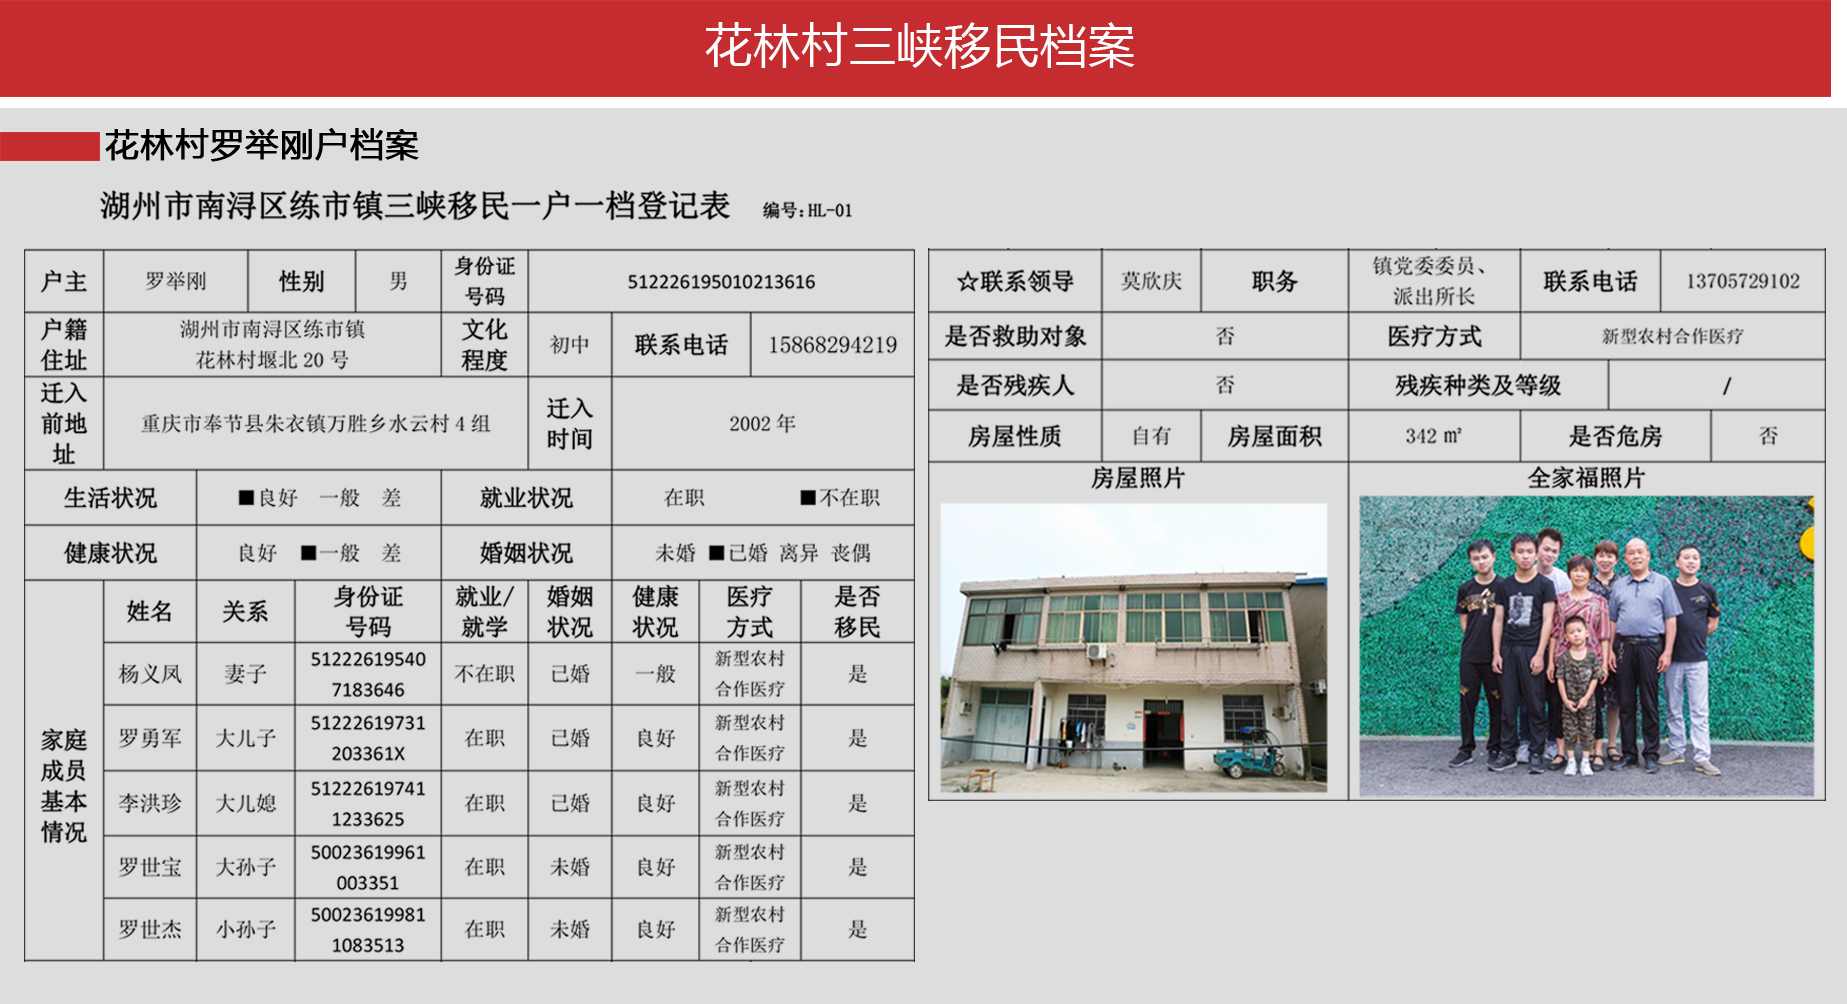 花林村三峡移民档案
花林村罗举刚户档案
湖州市南浔区练市镇三峡移民一户一档登记表 编号:HL-01
户主 罗举刚 性别 男 身份证号码 512226195010213616
户籍住址 湖州市南浔区练市镇花林村堰北20号 文化程度 初中 联系电话 15868294219
迁入前地址 重庆市奉节县朱衣镇万胜乡水云村4组 迁入时间 2002年
生活状况 ■良好 一般 差 就业状况 在职 ■不在职
健康状况 良好 ■一般 差 婚姻状况 未婚 ■已婚 离异 丧偶
家庭成员基本情况
姓名 关系 身份证号码 就业/就学 婚姻状况 健康状况 医疗方式 是否移民
杨义凤 妻子 512226195407183646 不在职 已婚 一般 新型农村合作医疗 是
罗勇军 大儿子 51222619731203361X 在职 已婚 良好 新型农村合作医疗 是
李洪珍 大儿媳 512226197411233625 在职 已婚 良好 新型农村合作医疗 是
罗世宝 大孙子 50023619961003351 在职 未婚 良好 新型农村合作医疗 是
罗世杰 小孙子 500236199811083513 在职 未婚 良好 新型农村合作医疗 是
☆联系领导 莫欣庆 职务 镇党委委员、派出所长 联系电话 13705729102
是否救助对象 否 医疗方式 新型农村合作医疗
是否残疾人 否 残疾种类及等级 /
房屋性质 自有 房屋面积 342㎡ 是否危房 否
房屋照片 全家福照片